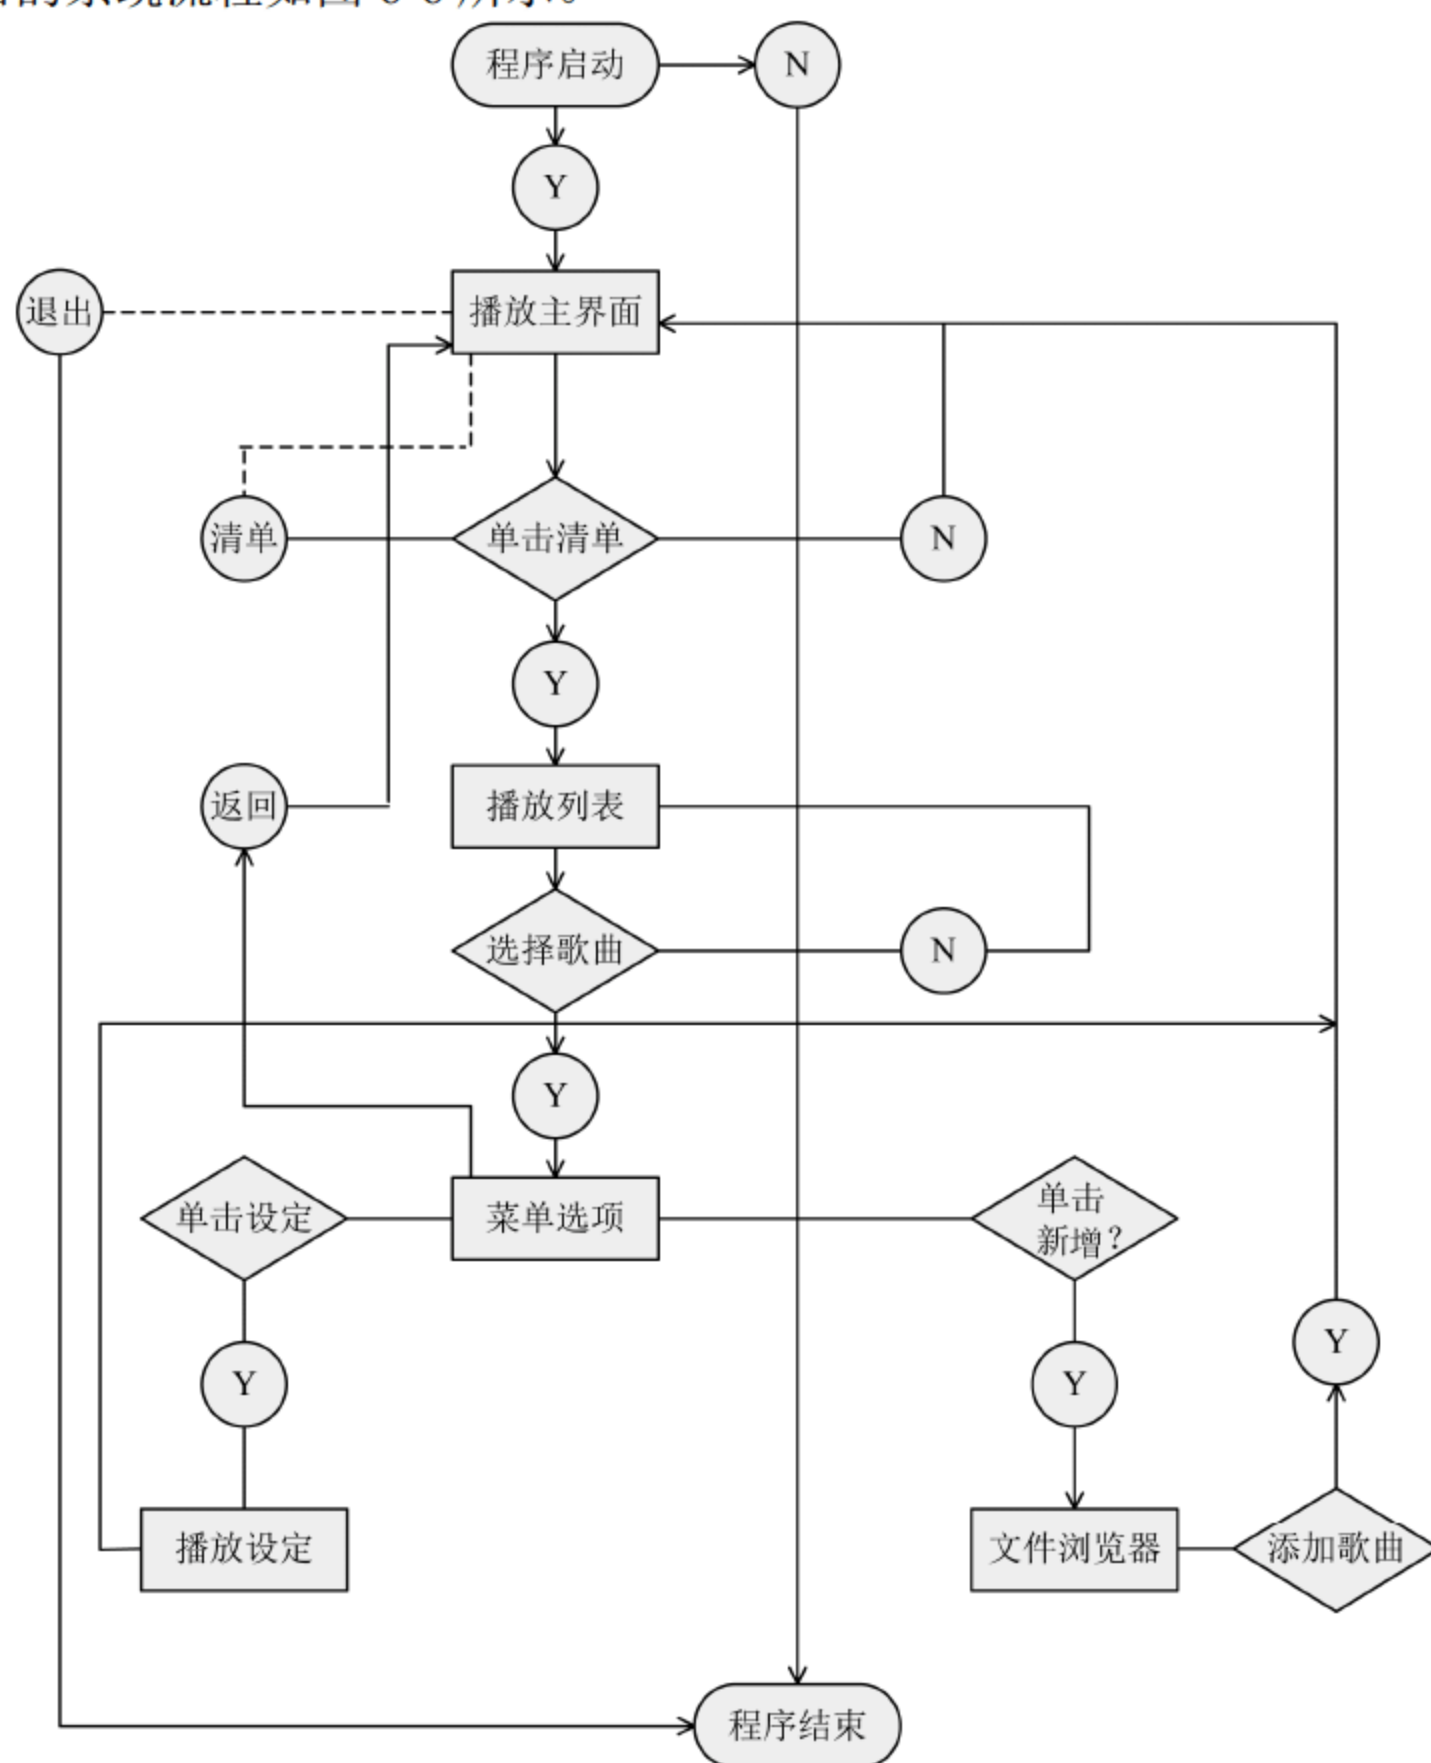 程序启动
N
Y
退出
播放主界面
清单
单击清单
N
Y
返回
播放列表
选择歌曲
N
Y
单击设定
菜单选项
单击
新增?
Y
Y
Y
播放设定
文件浏览器
添加歌曲
程序结束